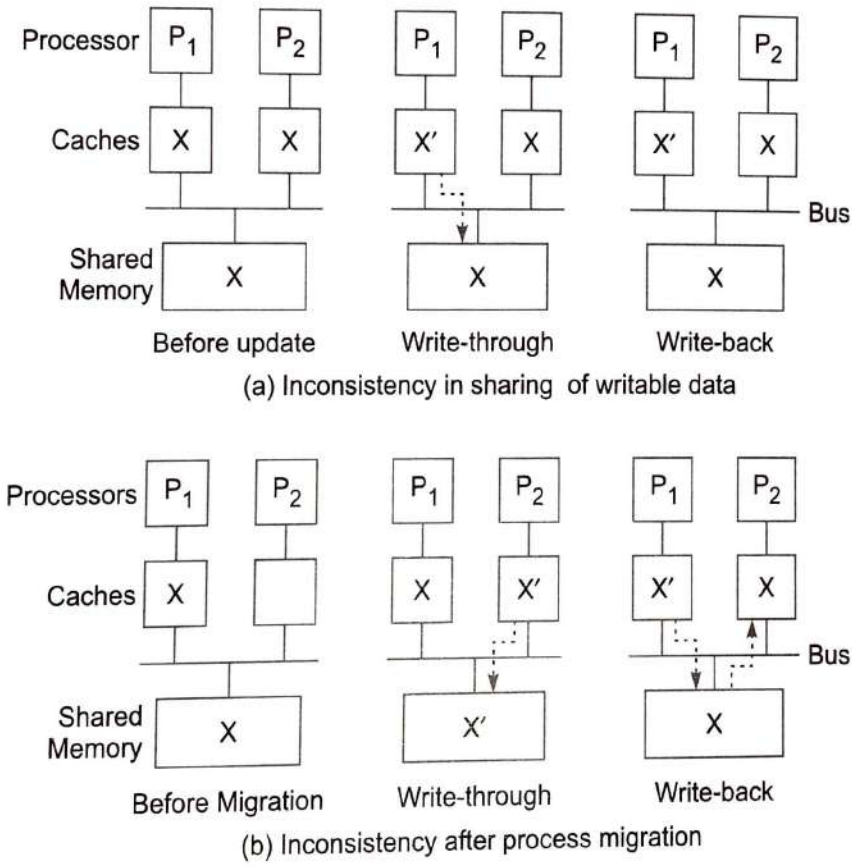 Processor P1 P2 P1 P2 P1 P2
Caches X X X′ X X′ X
Bus
Shared Memory X X X
Before update Write-through Write-back
(a) Inconsistency in sharing of writable data
Processors P1 P2 P1 P2 P1 P2
Caches X X X′ X′ X
Bus
Shared Memory X X′ X
Before Migration Write-through Write-back
(b) Inconsistency after process migration